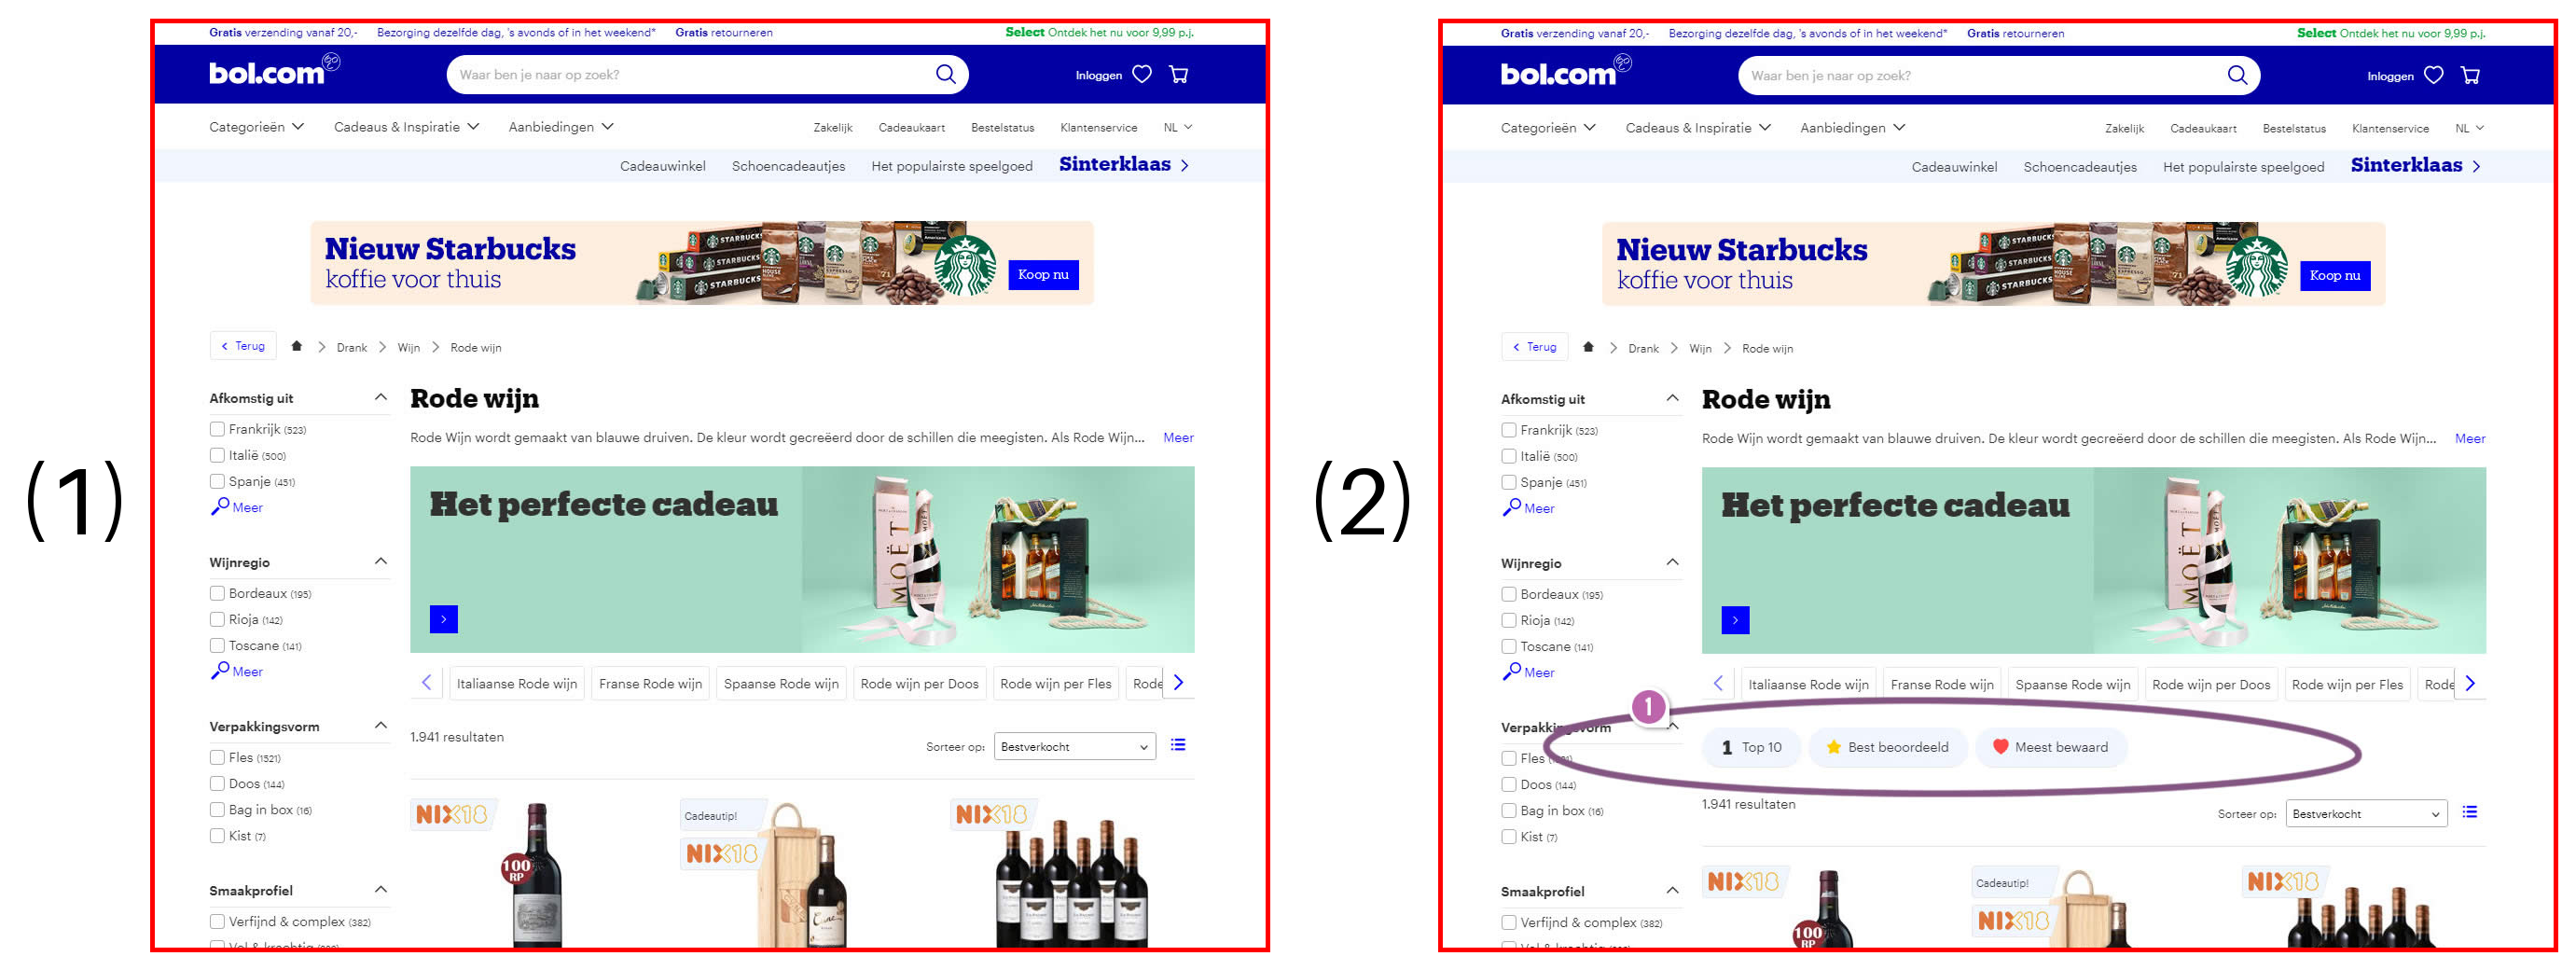 (1)
Gratis verzending vanaf 20,- Bezorging dezelfde dag, 's avonds of in het weekend* Gratis retourneren Select Ontdek het nu voor 9,99 p.j.
bol.com Waar ben je naar op zoek? Inloggen
Categorieën Cadeaus & Inspiratie Aanbiedingen Zakelijk Cadeaukaart Bestelstatus Klantenservice NL
Cadeauwinkel Schoencadeautjes Het populairste speelgoed Sinterklaas
Nieuw Starbucks
koffie voor thuis
Koop nu
Terug Drank Wijn Rode wijn
Afkomstig uit
Frankrijk (523)
Italië (500)
Spanje (451)
Meer
Wijnregio
Bordeaux (195)
Rioja (142)
Toscane (141)
Meer
Verpakkingsvorm
Fles (1521)
Doos (144)
Bag in box (16)
Kist (7)
Smaakprofiel
Verfijnd & complex (382)
Rode wijn
Rode Wijn wordt gemaakt van blauwe druiven. De kleur wordt gecreëerd door de schillen die meegisten. Als Rode Wijn... Meer
Het perfecte cadeau
MOËT
Italiaanse Rode wijn Franse Rode wijn Spaanse Rode wijn Rode wijn per Doos Rode wijn per Fles Rode
1.941 resultaten Sorteer op: Bestverkocht
NIX18 Cadeautip! NIX18
NIX18
100
RP
(2)
Gratis verzending vanaf 20,- Bezorging dezelfde dag, 's avonds of in het weekend* Gratis retourneren Select Ontdek het nu voor 9,99 p.j.
bol.com Waar ben je naar op zoek? Inloggen
Categorieën Cadeaus & Inspiratie Aanbiedingen Zakelijk Cadeaukaart Bestelstatus Klantenservice NL
Cadeauwinkel Schoencadeautjes Het populairste speelgoed Sinterklaas
Nieuw Starbucks
koffie voor thuis
Koop nu
Terug Drank Wijn Rode wijn
Afkomstig uit
Frankrijk (523)
Italië (500)
Spanje (451)
Meer
Wijnregio
Bordeaux (195)
Rioja (142)
Toscane (141)
Meer
Verpakkingsvorm
Fles
Doos (144)
Bag in box (16)
Kist (7)
Smaakprofiel
Verfijnd & complex (382)
Rode wijn
Rode Wijn wordt gemaakt van blauwe druiven. De kleur wordt gecreëerd door de schillen die meegisten. Als Rode Wijn... Meer
Het perfecte cadeau
MOËT
Italiaanse Rode wijn Franse Rode wijn Spaanse Rode wijn Rode wijn per Doos Rode wijn per Fles Rode
1
1 Top 10 Best beoordeeld Meest bewaard
1.941 resultaten Sorteer op: Bestverkocht
NIX18 Cadeautip! NIX18
NIX18
100
RP